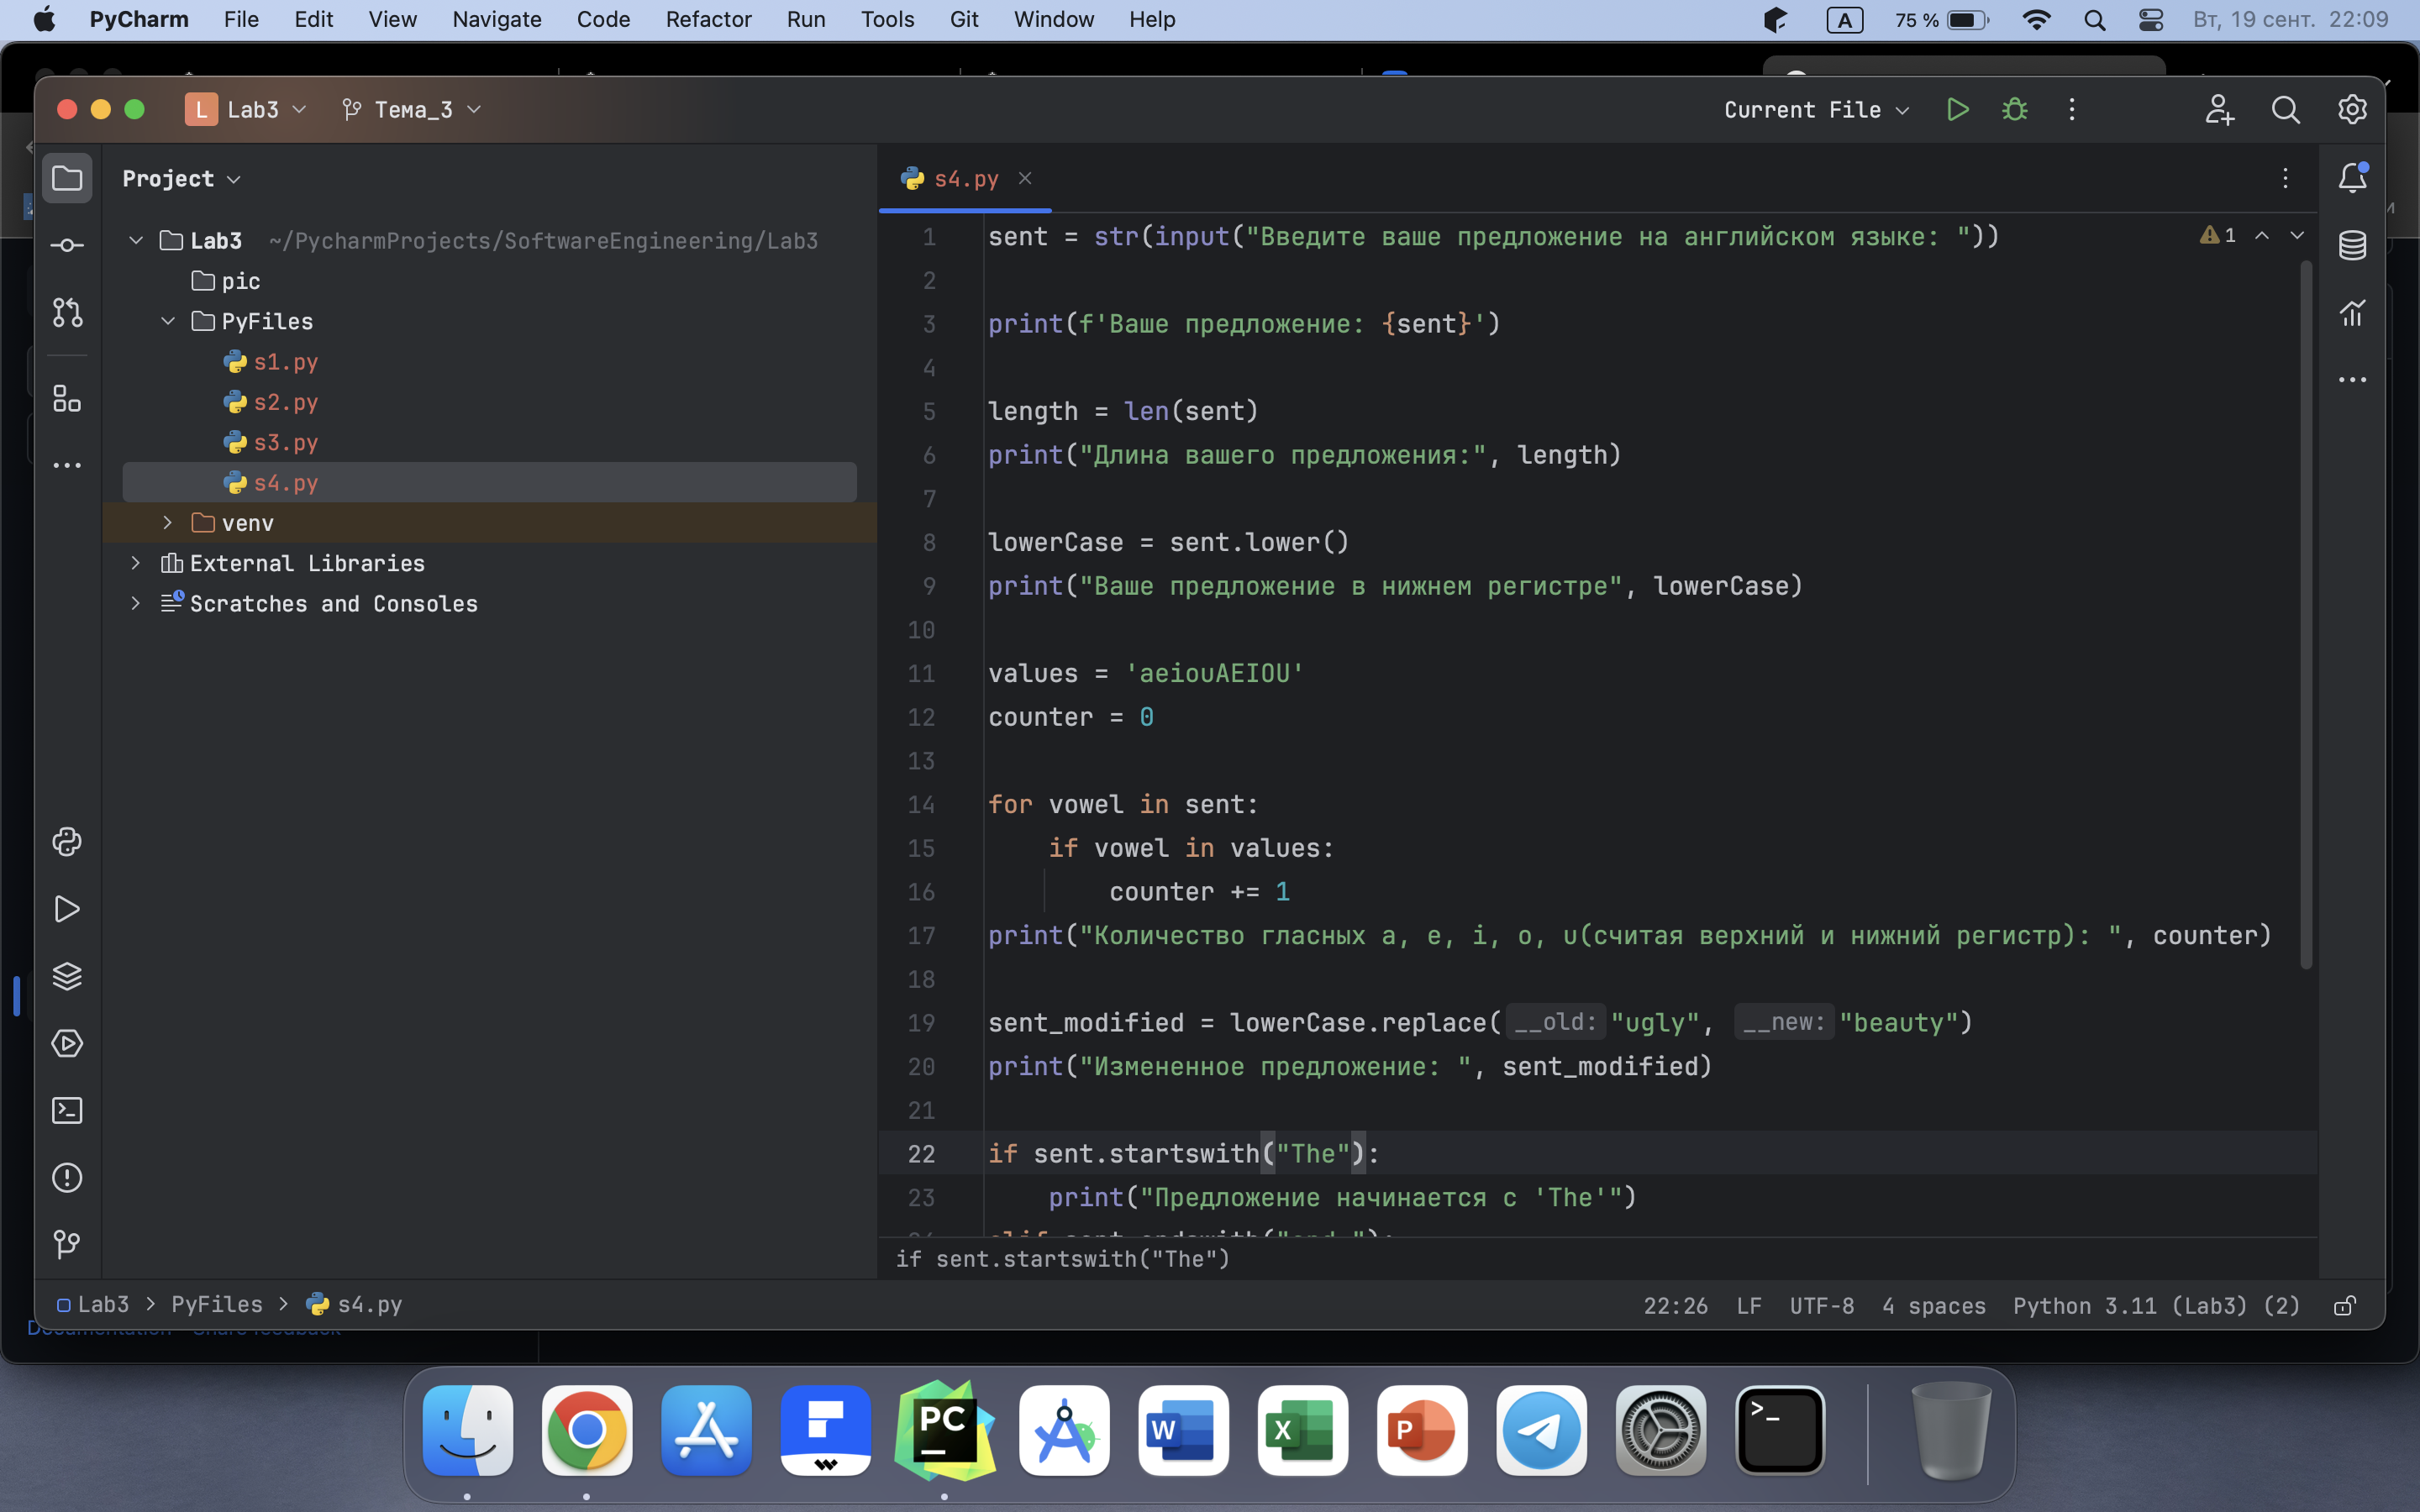 PyCharm File Edit View Navigate Code Refactor Run Tools Git Window Help A 75 % Вт, 19 сент. 22:09
L Lab3 Тема_3 Current File
Project
Lab3 ~/PycharmProjects/SoftwareEngineering/Lab3
pic
PyFiles
s1.py
s2.py
s3.py
s4.py
venv
External Libraries
Scratches and Consoles
s4.py
1 sent = str(input("Введите ваше предложение на английском языке: ")) 1
2
3 print(f'Ваше предложение: {sent}')
4
5 length = len(sent)
6 print("Длина вашего предложения:", length)
7
8 lowerCase = sent.lower()
9 print("Ваше предложение в нижнем регистре", lowerCase)
10
11 values = 'aeiouAEIOU'
12 counter = 0
13
14 for vowel in sent:
15 if vowel in values:
16 counter += 1
17 print("Количество гласных a, e, i, o, u(считая верхний и нижний регистр): ", counter)
18
19 sent_modified = lowerCase.replace( __old: "ugly", __new: "beauty")
20 print("Измененное предложение: ", sent_modified)
21
22 if sent.startswith("The"):
23 print("Предложение начинается с 'The'")
if sent.startswith("The")
Lab3 > PyFiles > s4.py 22:26 LF UTF-8 4 spaces Python 3.11 (Lab3) (2)
PC
W
X
P
>_